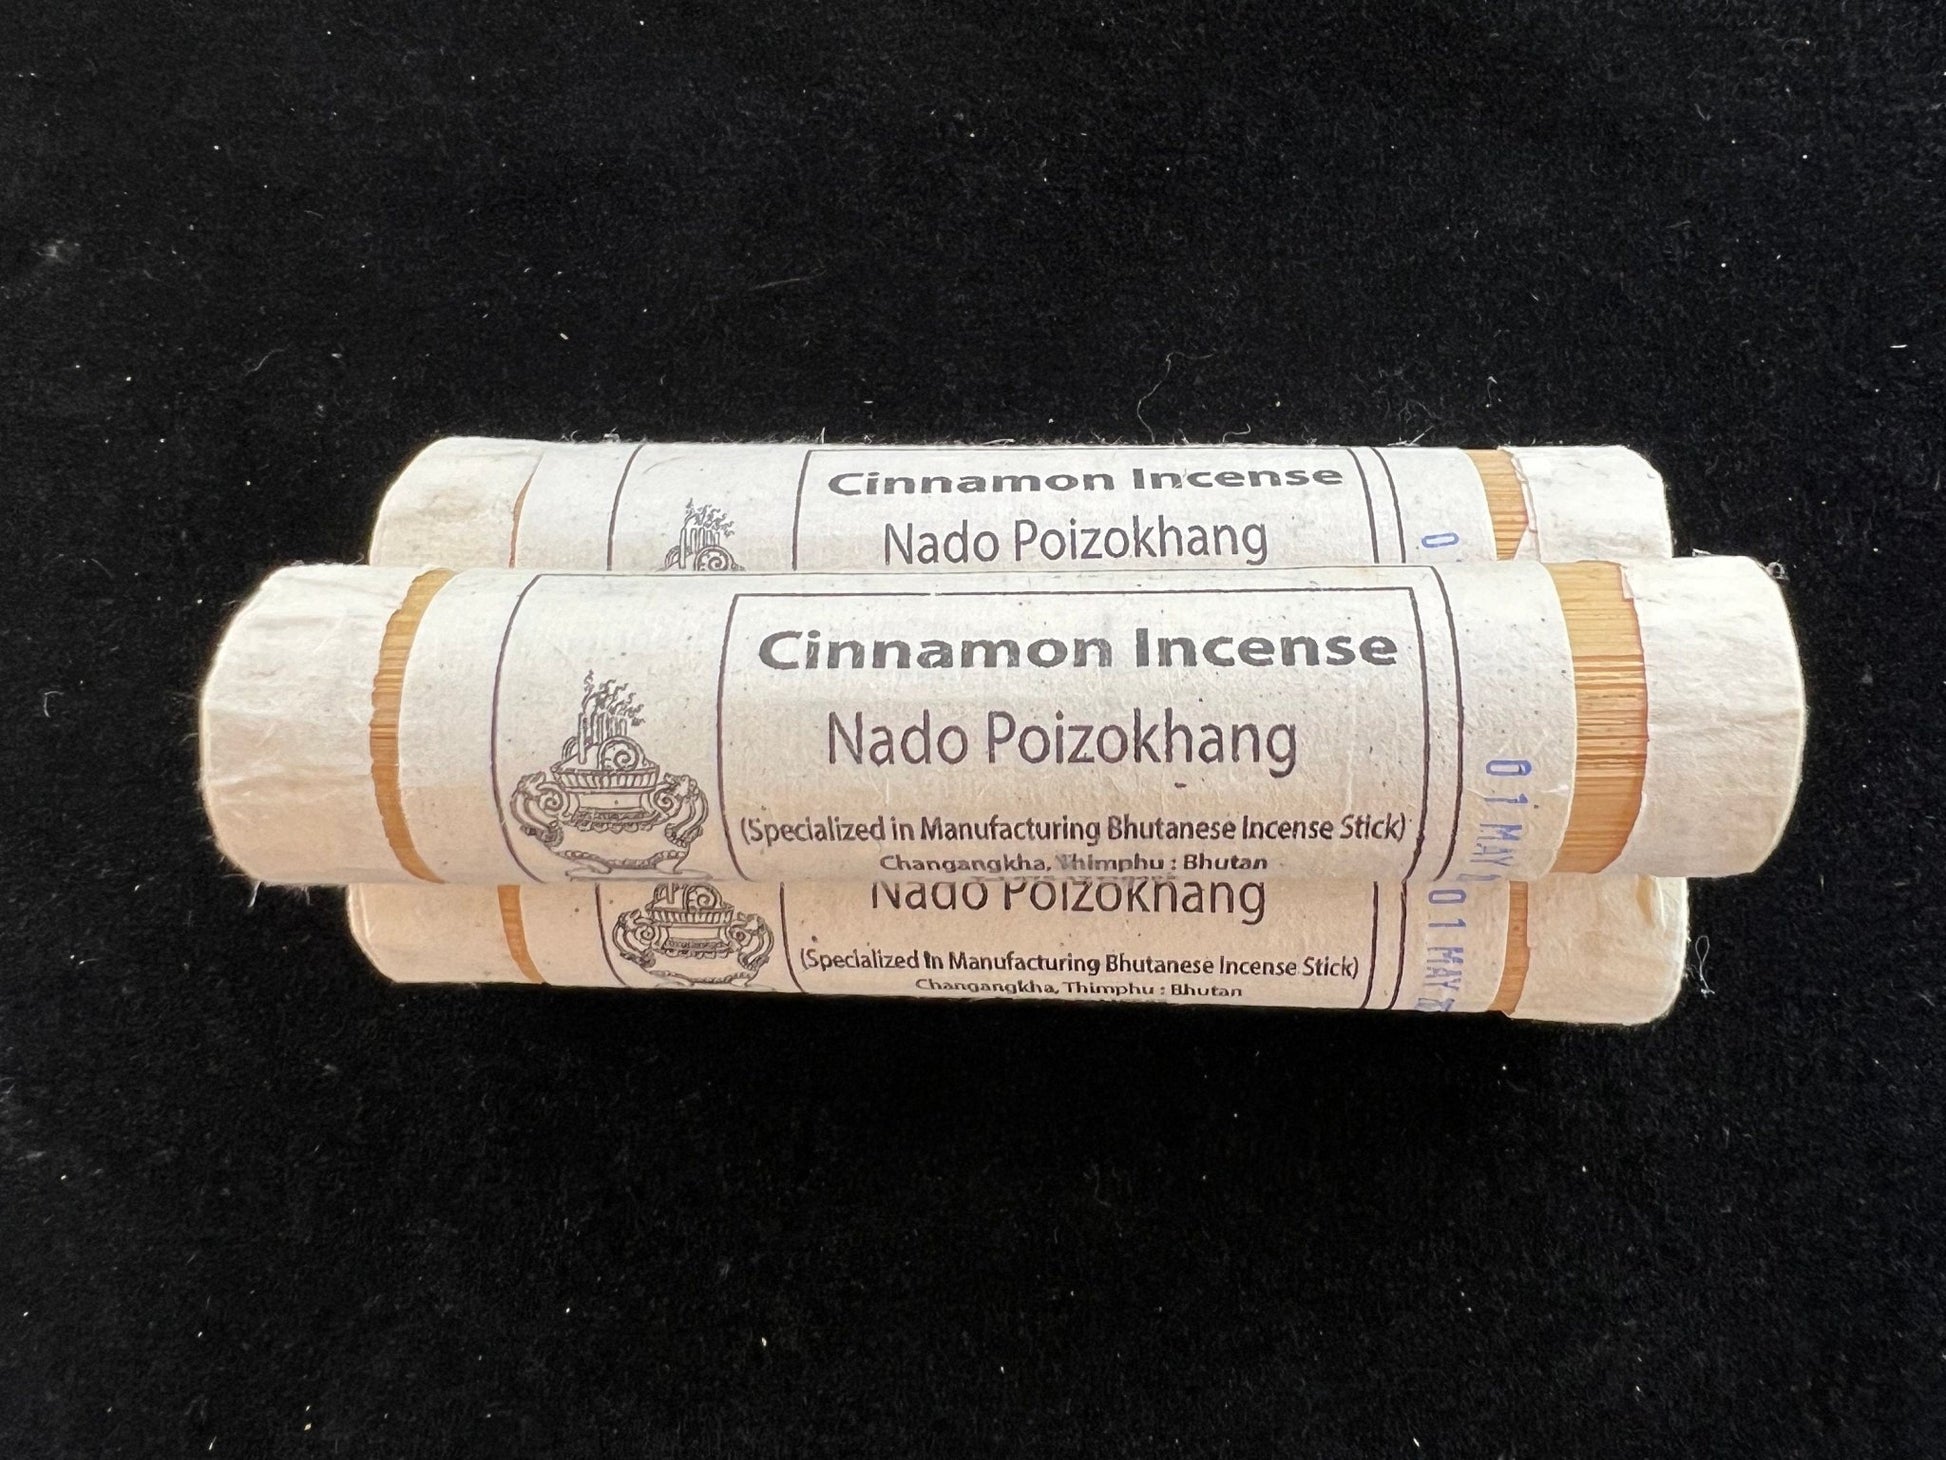 Cinnamon Incense
Nado Poizokhang
0
Cinnamon Incense
Nado Poizokhang
(Specialized in Manufacturing Bhutanese Incense Stick)
Changangkha, Thimphu : Bhutan
01 MAY
Nado Poizokhang
(Specialized in Manufacturing Bhutanese Incense Stick)
Changangkha, Thimphu : Bhutan
01 MAY